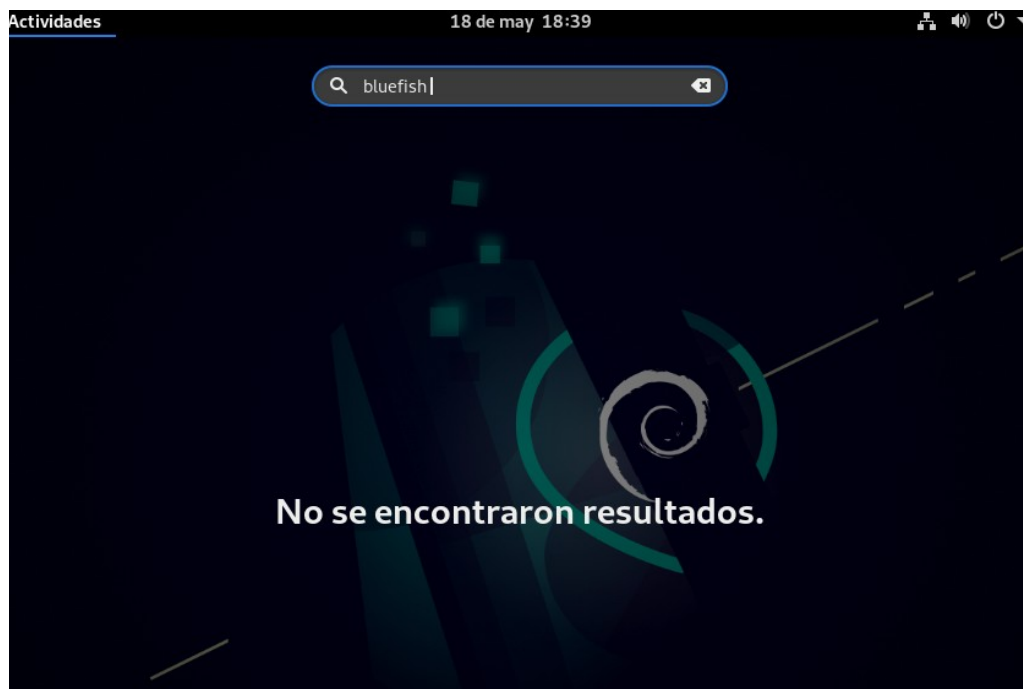 Actividades
18 de may 18:39
bluefish
No se encontraron resultados.